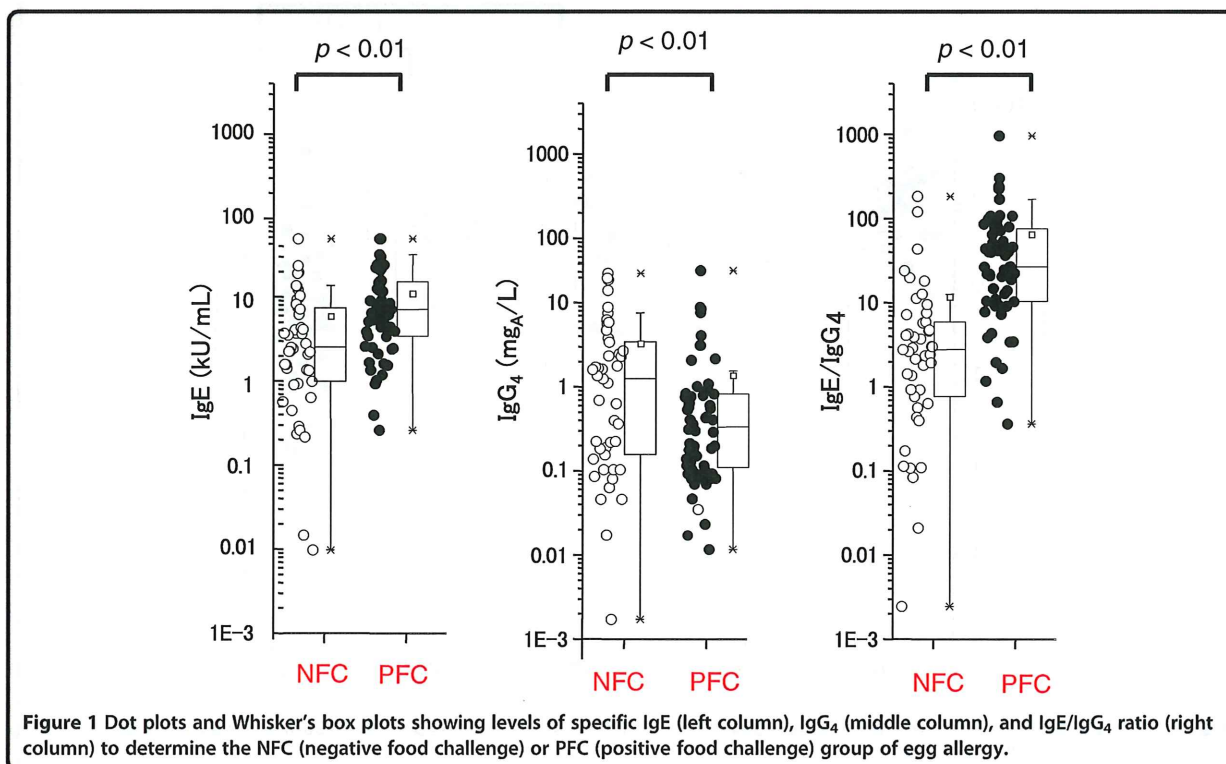 p < 0.01
p < 0.01
p < 0.01
IgE (kU/mL)
1000
100
10
1
0.1
0.01
1E−3
NFC PFC
IgG₄ (mg_A/L)
1000
100
10
1
0.1
0.01
1E−3
NFC PFC
IgE/IgG₄
1000
100
10
1
0.1
0.01
1E−3
NFC PFC
Figure 1 Dot plots and Whisker's box plots showing levels of specific IgE (left column), IgG₄ (middle column), and IgE/IgG₄ ratio (right
column) to determine the NFC (negative food challenge) or PFC (positive food challenge) group of egg allergy.